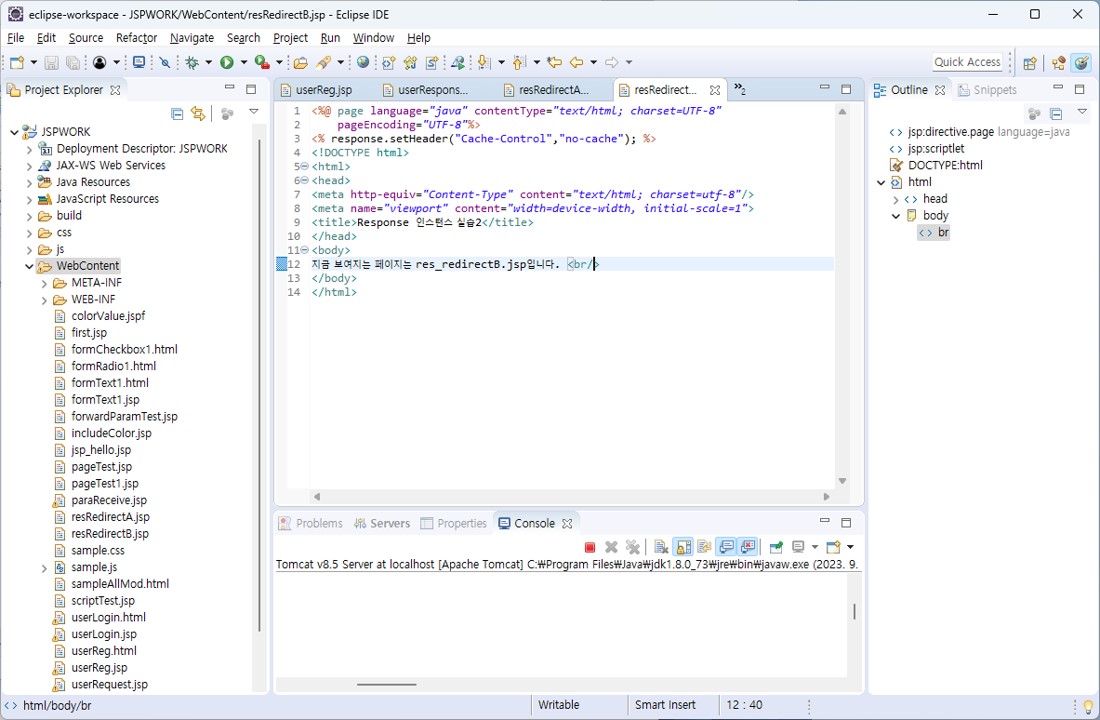 eclipse-workspace - JSPWORK/WebContent/resRedirectB.jsp - Eclipse IDE
File Edit Source Refactor Navigate Search Project Run Window Help
Quick Access
Project Explorer
JSPWORK
Deployment Descriptor: JSPWORK
JAX-WS Web Services
Java Resources
JavaScript Resources
build
css
js
WebContent
META-INF
WEB-INF
colorValue.jspf
first.jsp
formCheckbox1.html
formRadio1.html
formText1.html
formText1.jsp
forwardParamTest.jsp
includeColor.jsp
jsp_hello.jsp
pageTest.jsp
pageTest1.jsp
paraReceive.jsp
resRedirectA.jsp
resRedirectB.jsp
sample.css
sample.js
sampleAllMod.html
scriptTest.jsp
userLogin.html
userLogin.jsp
userReg.html
userReg.jsp
userRequest.jsp
userReg.jsp userRespons... resRedirectA... resRedirect... »2
1 <%@ page language="java" contentType="text/html; charset=UTF-8"
2 pageEncoding="UTF-8"%>
3 <% response.setHeader("Cache-Control","no-cache"); %>
4 <!DOCTYPE html>
5 <html>
6 <head>
7 <meta http-equiv="Content-Type" content="text/html; charset=utf-8"/>
8 <meta name="viewport" content="width=device-width, initial-scale=1">
9 <title>Response 인스턴스 실습2</title>
10 </head>
11 <body>
12 지금 보여지는 페이지는 res_redirectB.jsp입니다. <br/>
13 </body>
14 </html>
Problems Servers Properties Console
Tomcat v8.5 Server at localhost [Apache Tomcat] C:₩Program Files₩Java₩jdk1.8.0_73₩jre₩bin₩javaw.exe (2023. 9.
Outline Snippets
jsp:directive.page language=java
jsp:scriptlet
DOCTYPE:html
html
head
body
<> br
<> html/body/br
Writable
Smart Insert
12 : 40